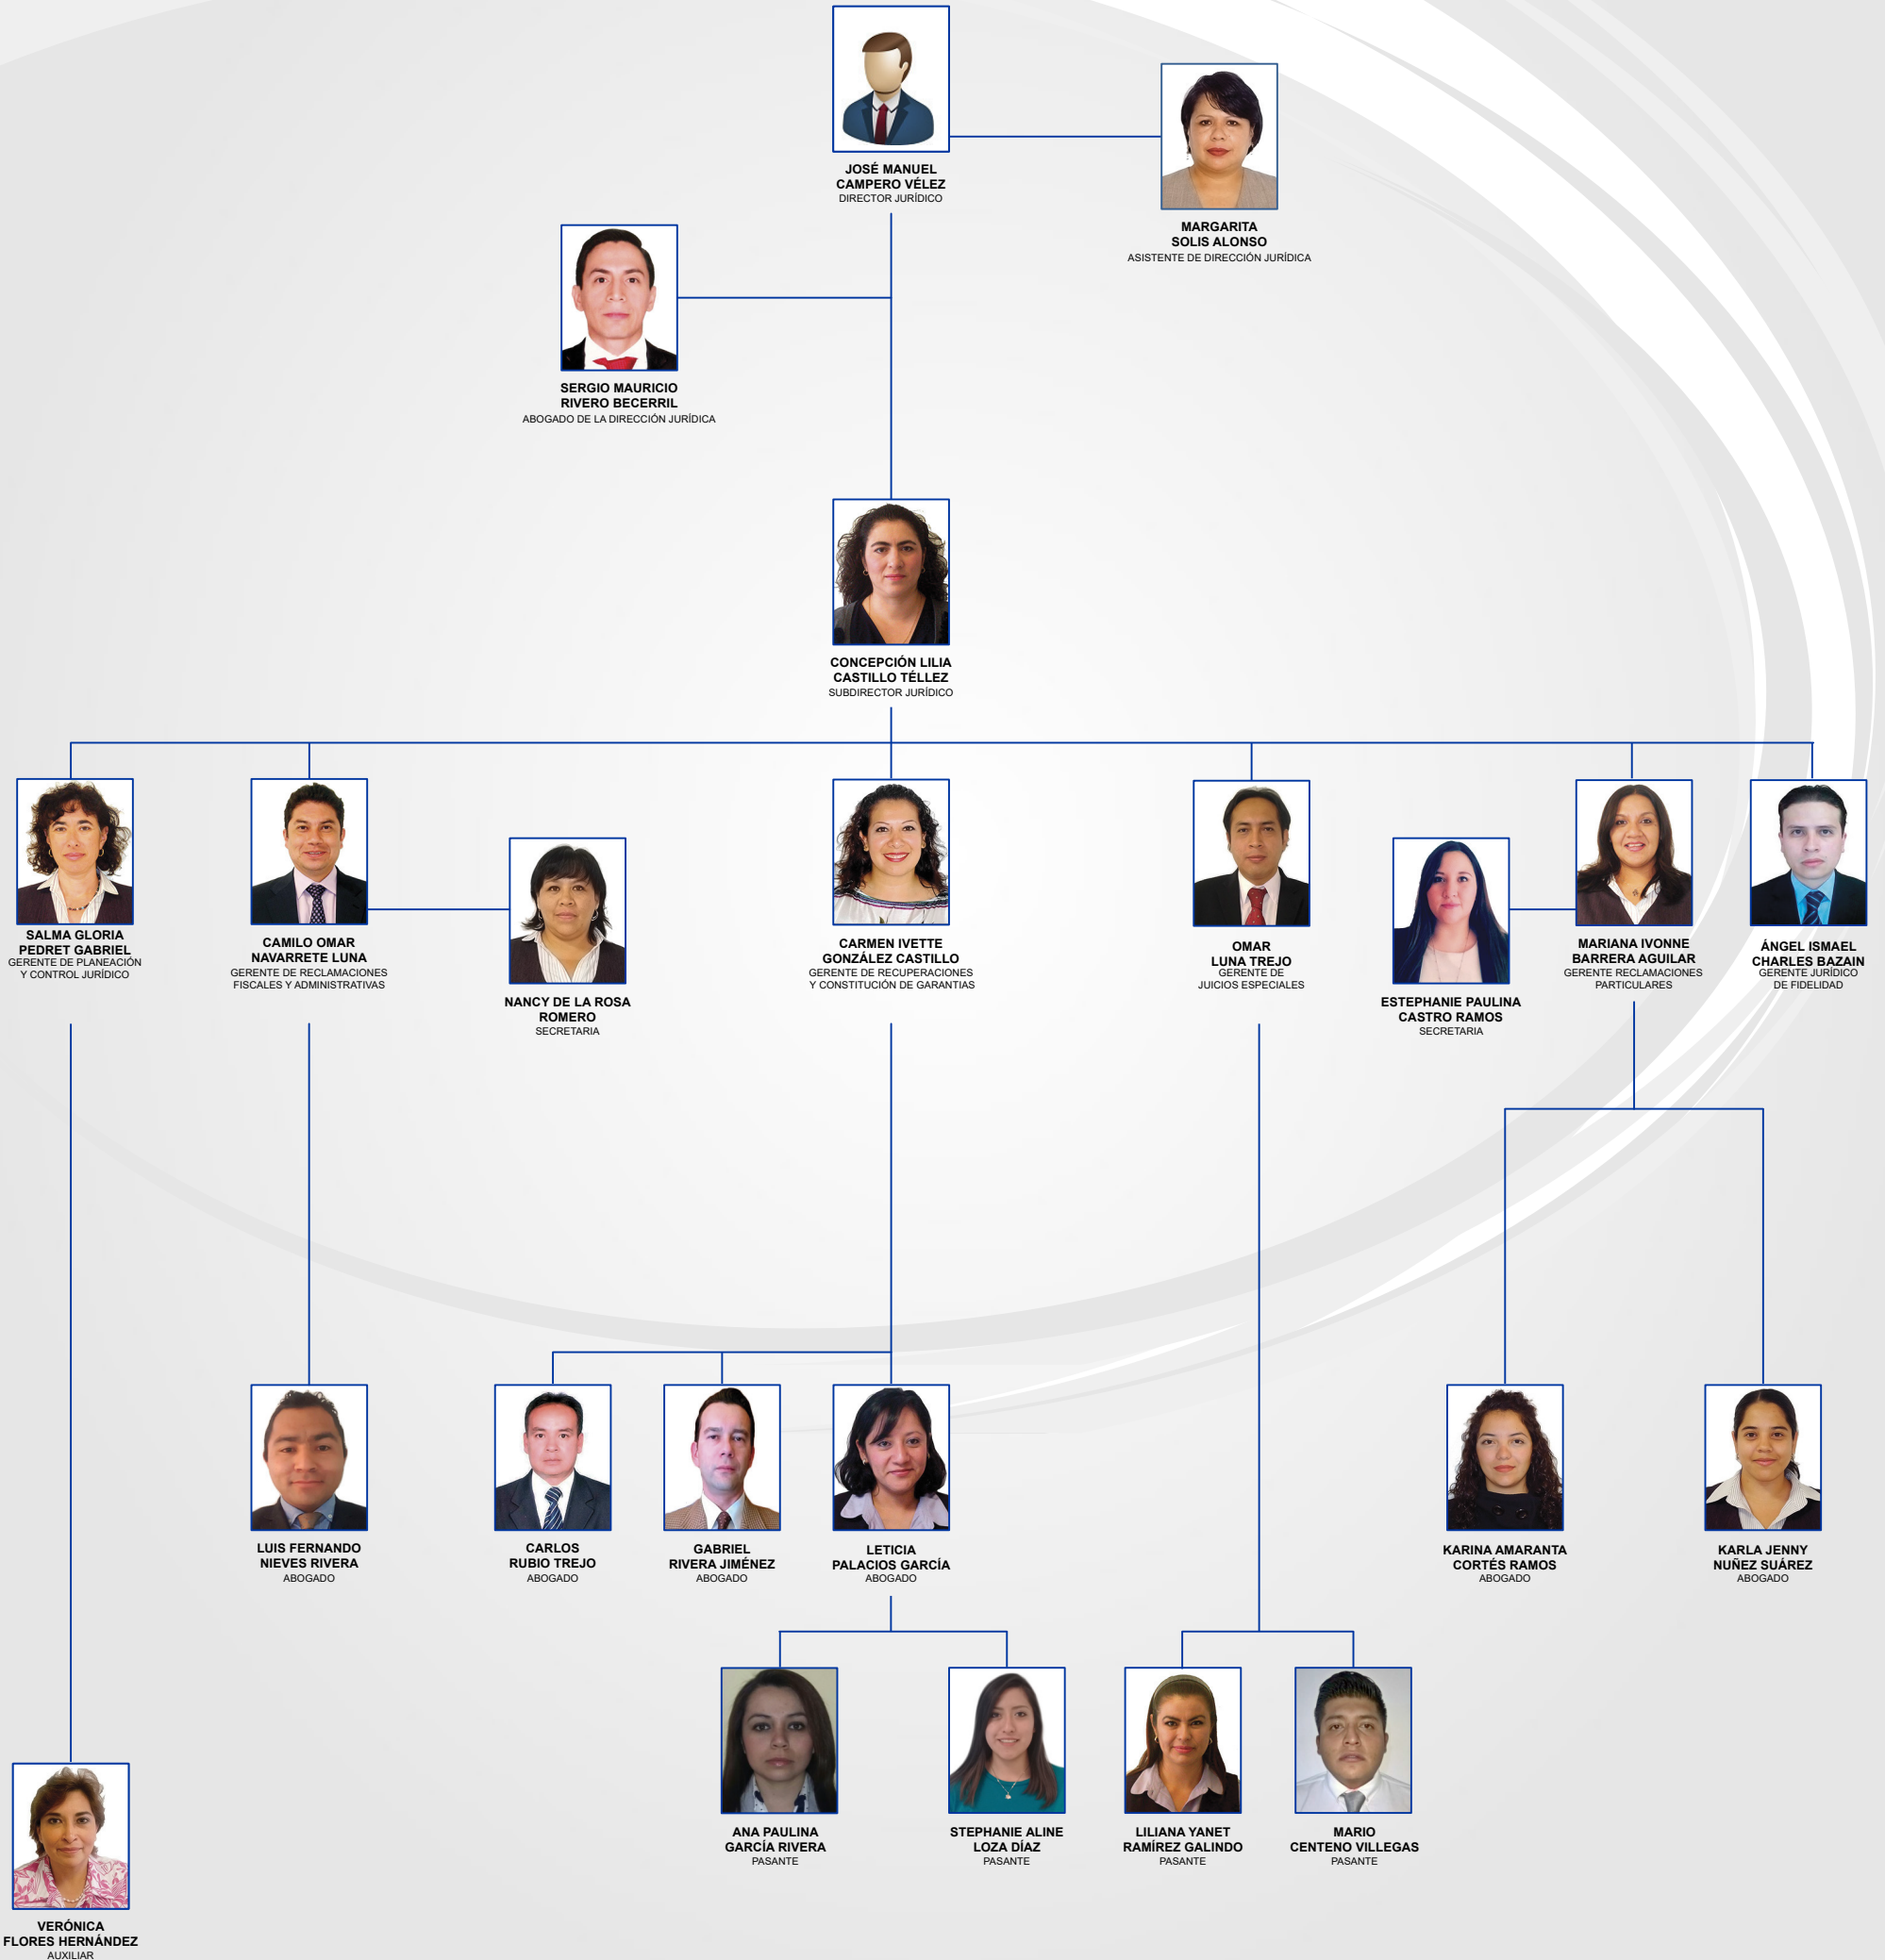 JOSÉ MANUEL
CAMPERO VÉLEZ
DIRECTOR JURÍDICO
MARGARITA
SOLIS ALONSO
ASISTENTE DE DIRECCIÓN JURÍDICA
SERGIO MAURICIO
RIVERO BECERRIL
ABOGADO DE LA DIRECCIÓN JURÍDICA
CONCEPCIÓN LILIA
CASTILLO TÉLLEZ
SUBDIRECTOR JURÍDICO
SALMA GLORIA
PEDRET GABRIEL
GERENTE DE PLANEACIÓN
Y CONTROL JURÍDICO
CAMILO OMAR
NAVARRETE LUNA
GERENTE DE RECLAMACIONES
FISCALES Y ADMINISTRATIVAS
NANCY DE LA ROSA
ROMERO
SECRETARIA
CARMEN IVETTE
GONZÁLEZ CASTILLO
GERENTE DE RECUPERACIONES
Y CONSTITUCIÓN DE GARANTIAS
OMAR
LUNA TREJO
GERENTE DE
JUICIOS ESPECIALES
ESTEPHANIE PAULINA
CASTRO RAMOS
SECRETARIA
MARIANA IVONNE
BARRERA AGUILAR
GERENTE RECLAMACIONES
PARTICULARES
ÁNGEL ISMAEL
CHARLES BAZAIN
GERENTE JURÍDICO
DE FIDELIDAD
LUIS FERNANDO
NIEVES RIVERA
ABOGADO
CARLOS
RUBIO TREJO
ABOGADO
GABRIEL
RIVERA JIMÉNEZ
ABOGADO
LETICIA
PALACIOS GARCÍA
ABOGADO
KARINA AMARANTA
CORTÉS RAMOS
ABOGADO
KARLA JENNY
NUÑEZ SUÁREZ
ABOGADO
ANA PAULINA
GARCÍA RIVERA
PASANTE
STEPHANIE ALINE
LOZA DÍAZ
PASANTE
LILIANA YANET
RAMÍREZ GALINDO
PASANTE
MARIO
CENTENO VILLEGAS
PASANTE
VERÓNICA
FLORES HERNÁNDEZ
AUXILIAR